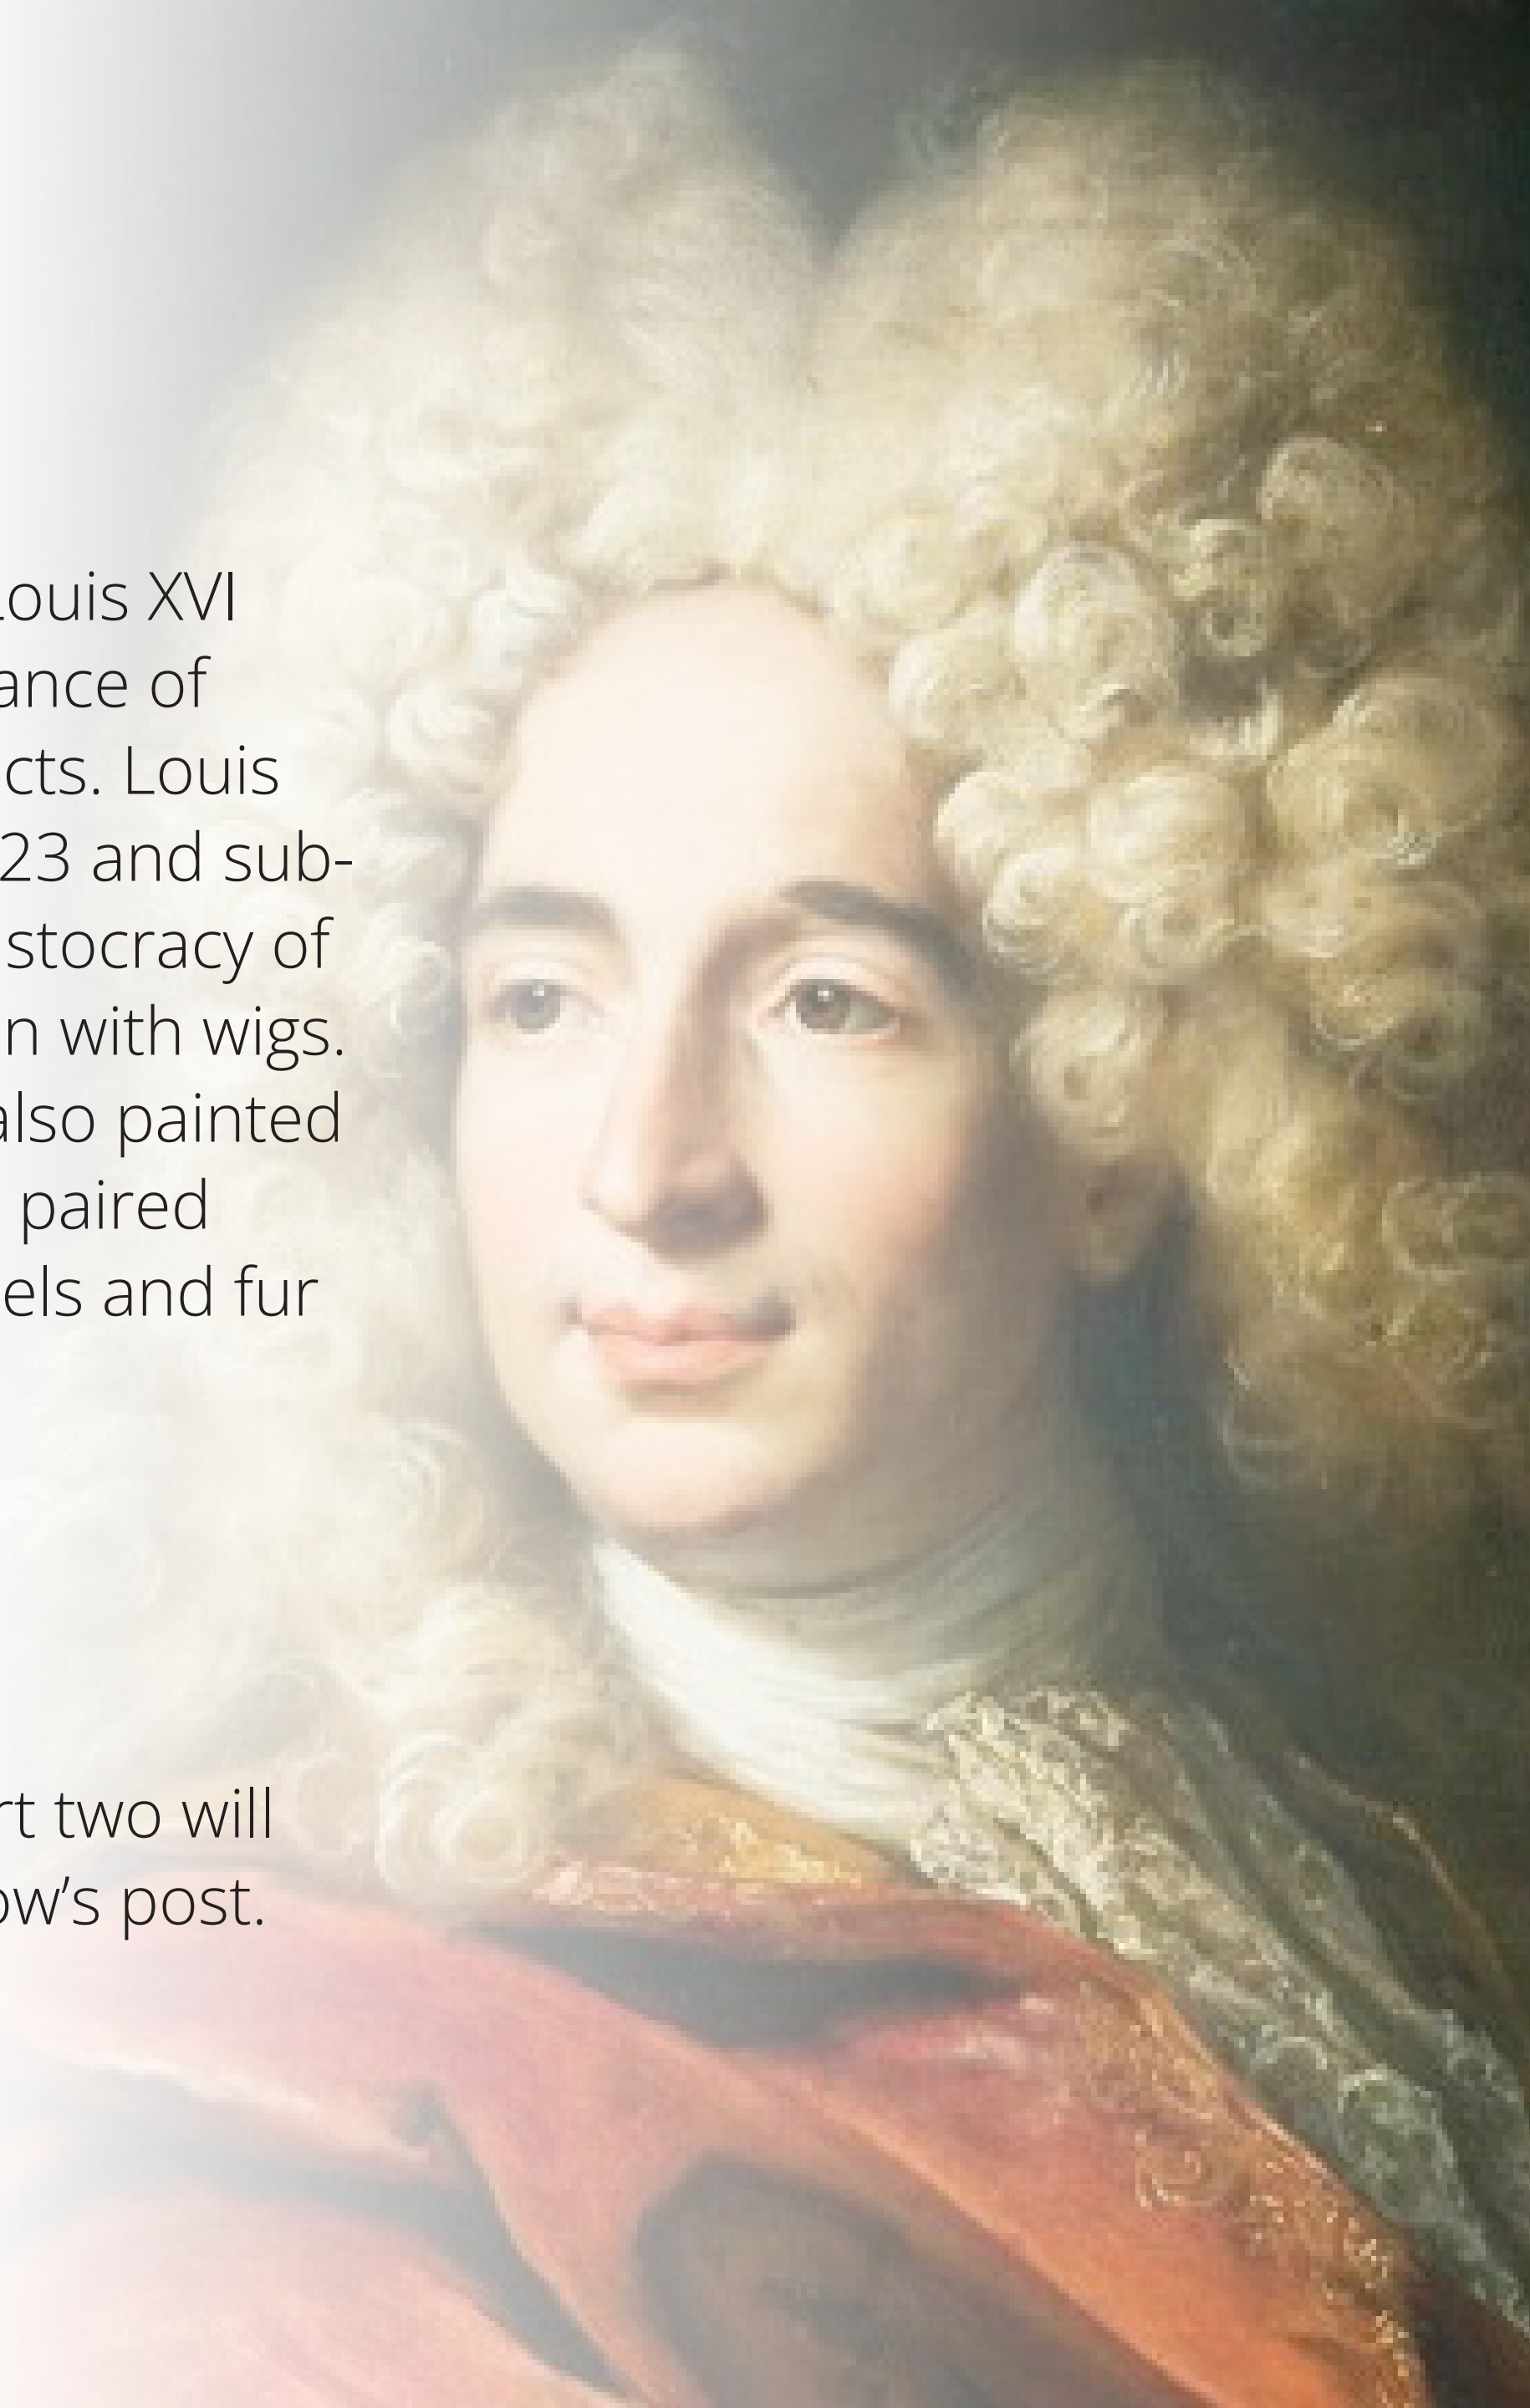 Louis XVI
ance of
cts. Louis
23 and sub-
stocracy of
n with wigs.
also painted
paired
els and fur
rt two will
ow’s post.